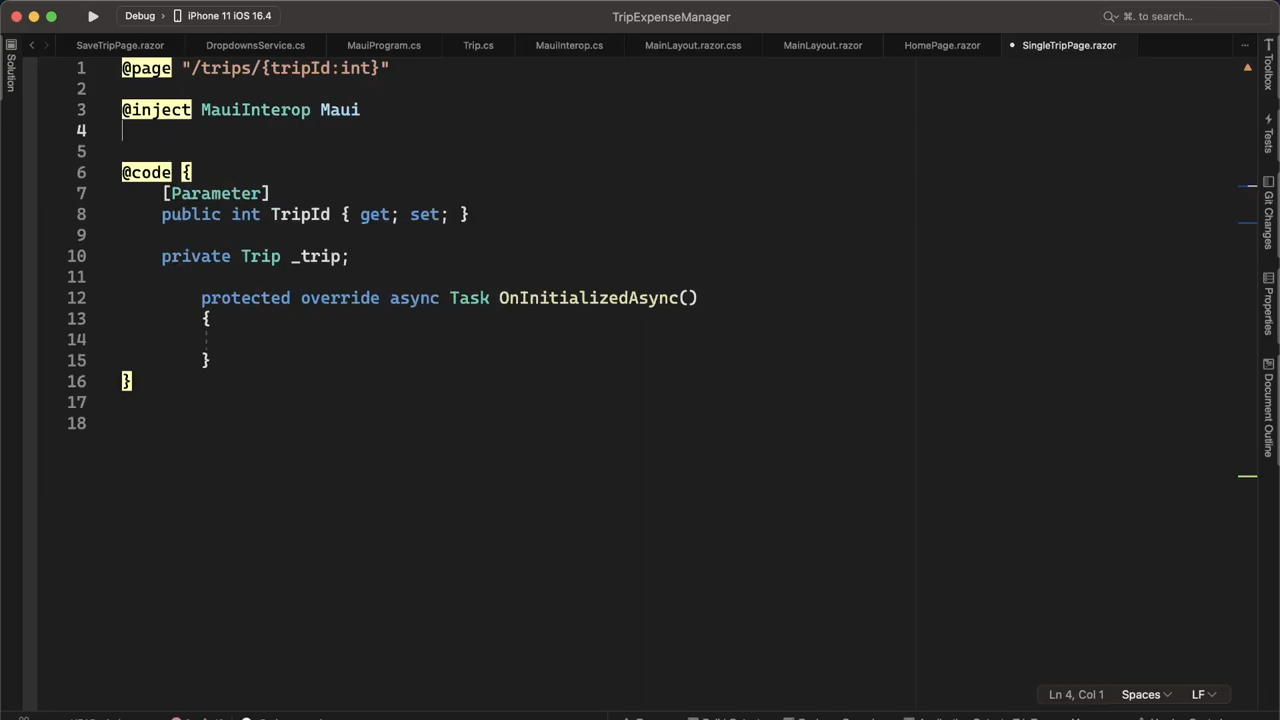 Debug
iPhone 11 iOS 16.4
TripExpenseManager
⌘. to search...
SaveTripPage.razor
DropdownsService.cs
MauiProgram.cs
Trip.cs
MauiInterop.cs
MainLayout.razor.css
MainLayout.razor
HomePage.razor
SingleTripPage.razor
Solution
1 @page "/trips/{tripId:int}"
2
3 @inject MauiInterop Maui
4
5
6 @code {
7 [Parameter]
8 public int TripId { get; set; }
9
10 private Trip _trip;
11
12 protected override async Task OnInitializedAsync()
13 {
14
15 }
16 }
17
18
Toolbox
Tests
Git Changes
Properties
Document Outline
Ln 4, Col 1
Spaces
LF